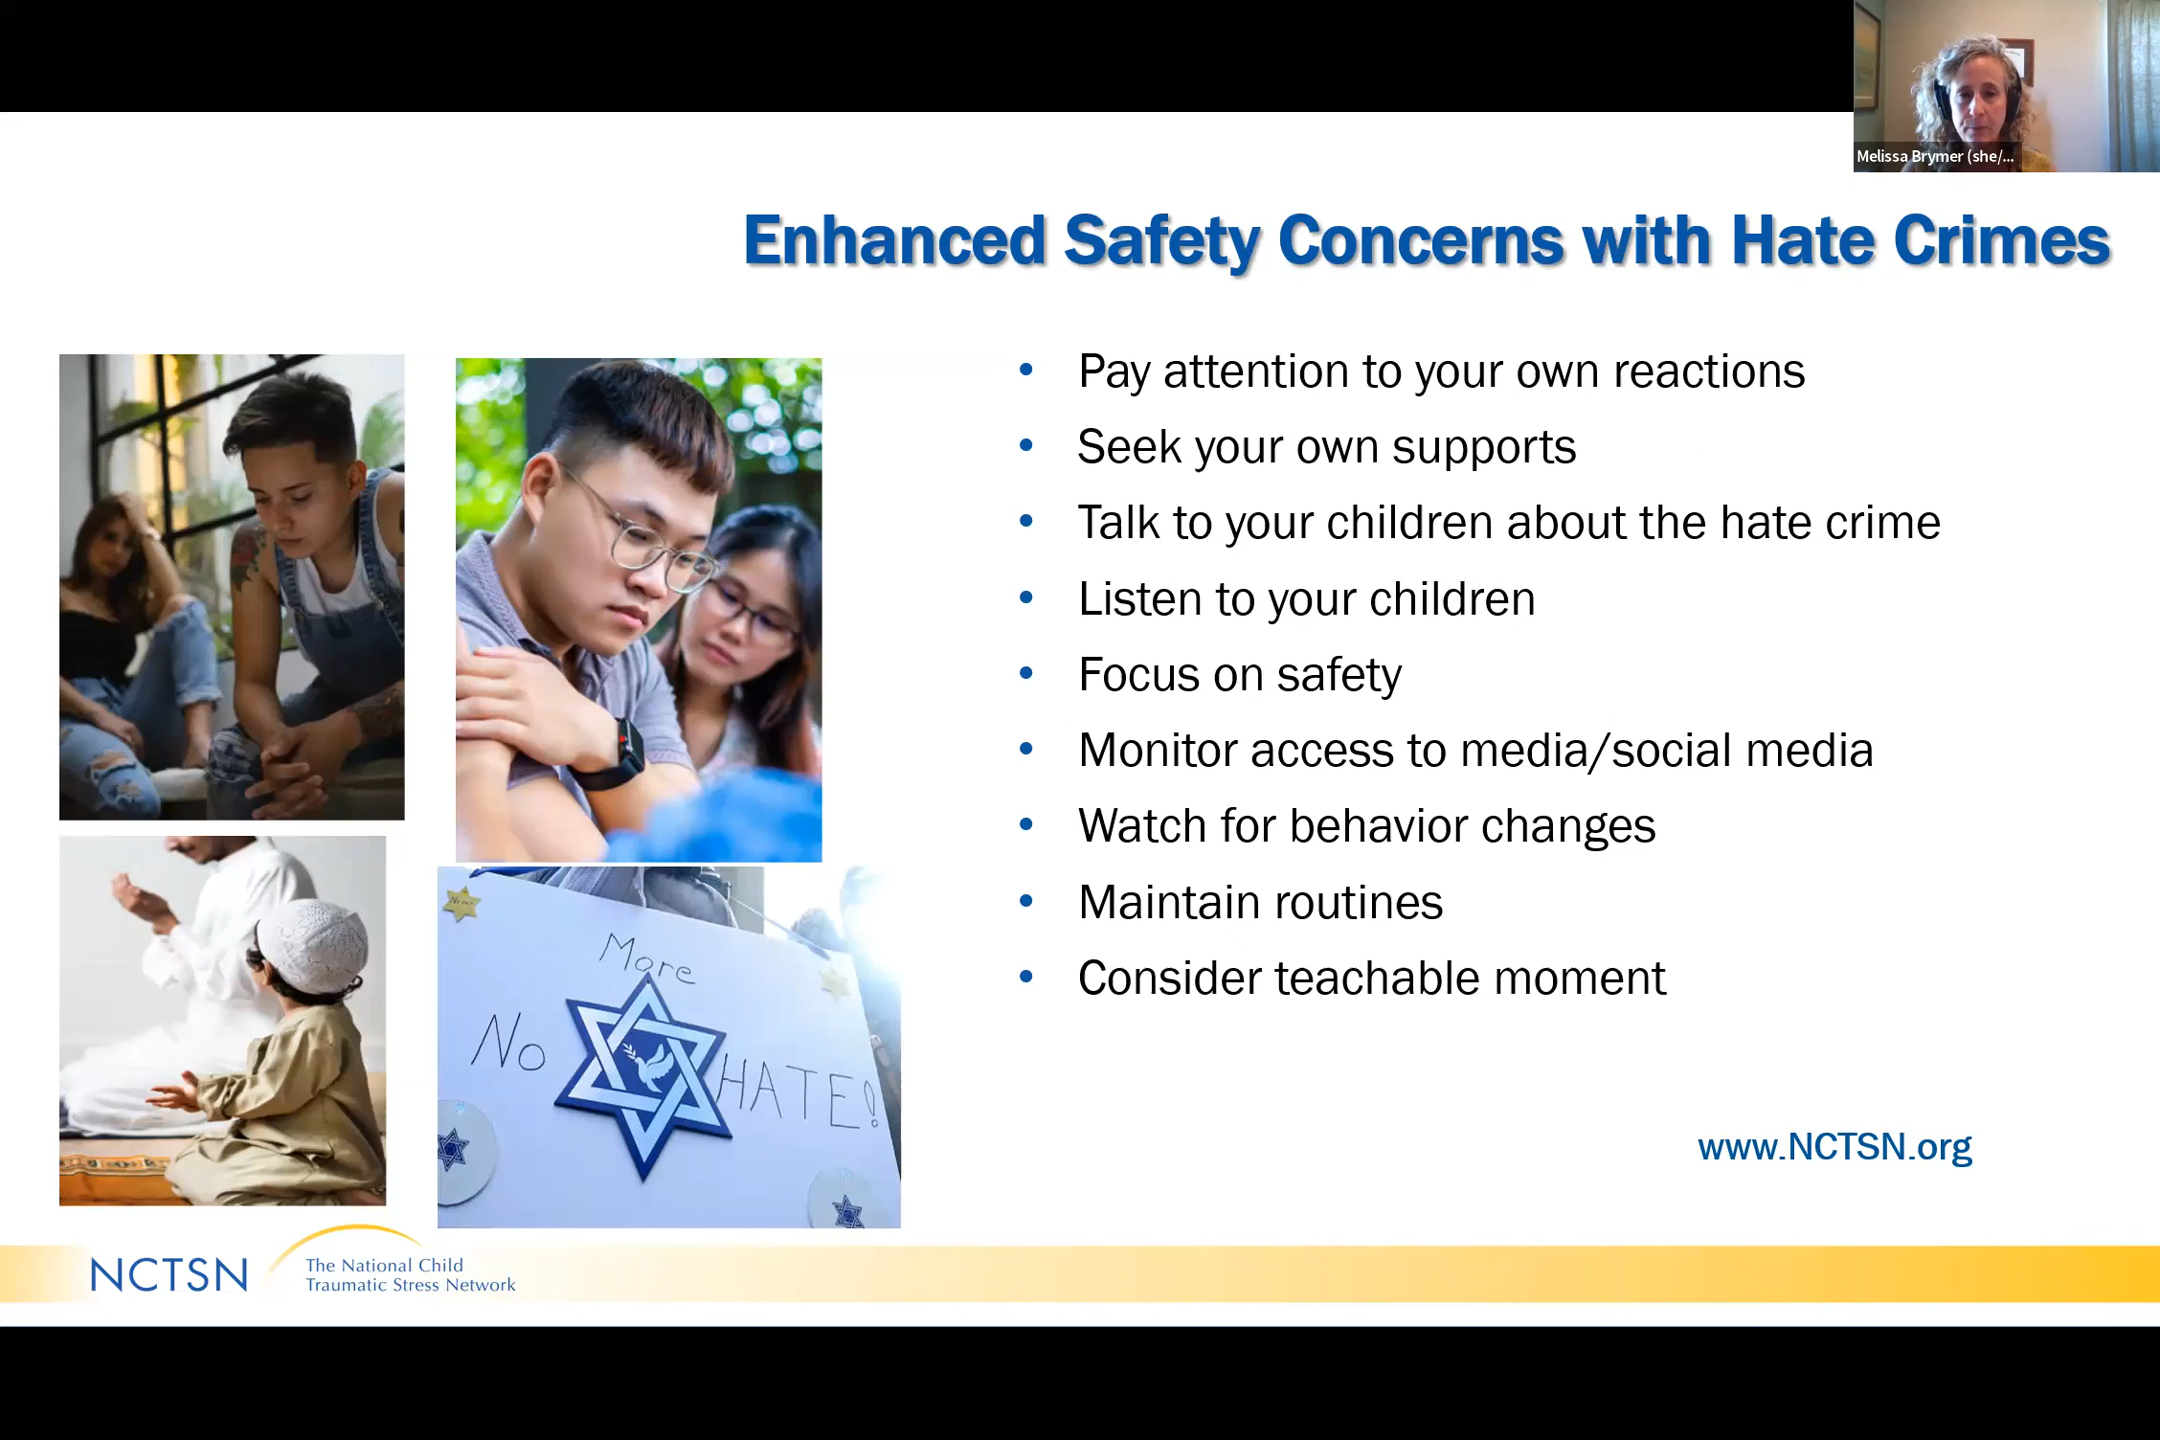 Melissa Brymer (she/...
Enhanced Safety Concerns with Hate Crimes
• Pay attention to your own reactions
• Seek your own supports
• Talk to your children about the hate crime
• Listen to your children
• Focus on safety
• Monitor access to media/social media
• Watch for behavior changes
• Maintain routines
• Consider teachable moment
More
No HATE!
www.NCTSN.org
NCTSN
The National Child
Traumatic Stress Network